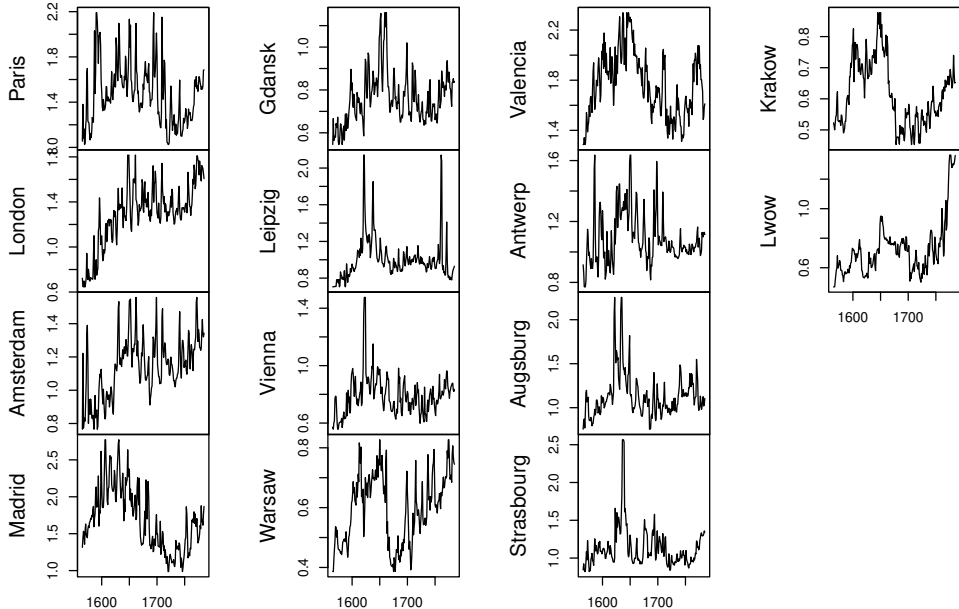 Paris
1.0 1.4 1.8 2.2
London
0.6 1.0 1.4 1.8
Amsterdam
0.8 1.0 1.2 1.4
Madrid
1.0 1.5 2.0 2.5
1600 1700
Gdansk
0.6 0.8 1.0
Leipzig
0.8 1.2 1.6 2.0
Vienna
0.6 1.0 1.4
Warsaw
0.4 0.6 0.8
1600 1700
Valencia
1.4 1.8 2.2
Antwerp
0.8 1.2 1.6
Augsburg
1.0 1.5 2.0
Strasbourg
1.0 1.5 2.0 2.5
1600 1700
Krakow
0.5 0.6 0.7 0.8
Lwow
0.6 1.0
1600 1700